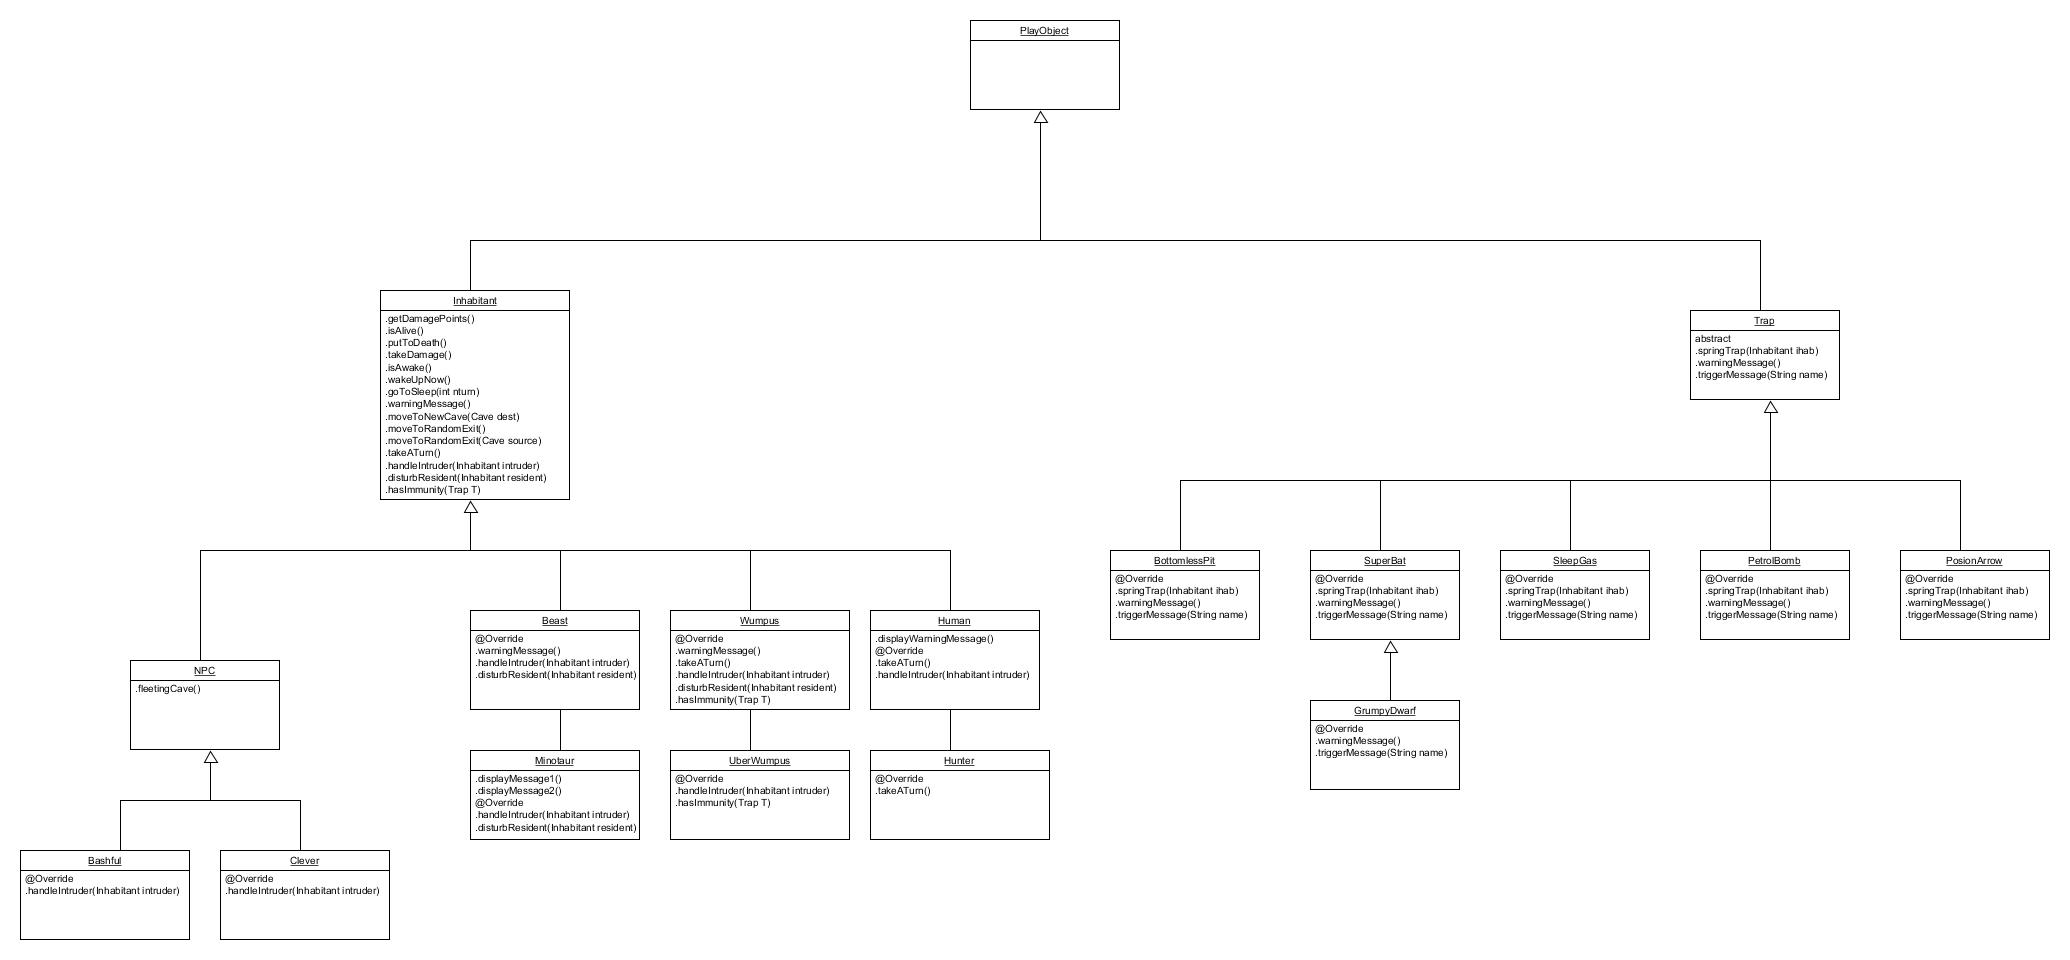 PlayObject
Inhabitant
.getDamagePoints()
.isAlive()
.putToDeath()
.takeDamage()
.isAwake()
.wakeUpNow()
.goToSleep(int nturn)
.warningMessage()
.moveToNewCave(Cave dest)
.moveToRandomExit()
.moveToRandomExit(Cave source)
.takeATurn()
.handleIntruder(Inhabitant intruder)
.disturbResident(Inhabitant resident)
.hasImmunity(Trap T)
Trap
abstract
.springTrap(Inhabitant ihab)
.warningMessage()
.triggerMessage(String name)
NPC
.fleetingCave()
Beast
@Override
.warningMessage()
.handleIntruder(Inhabitant intruder)
.disturbResident(Inhabitant resident)
Wumpus
@Override
.warningMessage()
.takeATurn()
.handleIntruder(Inhabitant intruder)
.disturbResident(Inhabitant resident)
.hasImmunity(Trap T)
Human
.displayWarningMessage()
@Override
.takeATurn()
.handleIntruder(Inhabitant intruder)
BottomlessPit
@Override
.springTrap(Inhabitant ihab)
.warningMessage()
.triggerMessage(String name)
SuperBat
@Override
.springTrap(Inhabitant ihab)
.warningMessage()
.triggerMessage(String name)
SleepGas
@Override
.springTrap(Inhabitant ihab)
.warningMessage()
.triggerMessage(String name)
PetrolBomb
@Override
.springTrap(Inhabitant ihab)
.warningMessage()
.triggerMessage(String name)
PosionArrow
@Override
.springTrap(Inhabitant ihab)
.warningMessage()
.triggerMessage(String name)
Minotaur
.displayMessage1()
.displayMessage2()
@Override
.handleIntruder(Inhabitant intruder)
.disturbResident(Inhabitant resident)
UberWumpus
@Override
.handleIntruder(Inhabitant intruder)
.hasImmunity(Trap T)
Hunter
@Override
.takeATurn()
GrumpyDwarf
@Override
.warningMessage()
.triggerMessage(String name)
Bashful
@Override
.handleIntruder(Inhabitant intruder)
Clever
@Override
.handleIntruder(Inhabitant intruder)